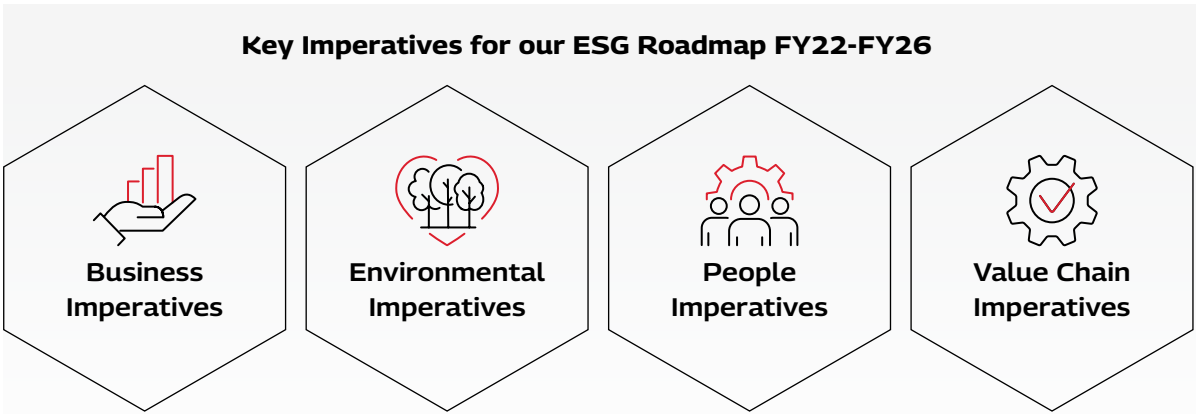 Key Imperatives for our ESG Roadmap FY22-FY26
Business
Imperatives
Environmental
Imperatives
People
Imperatives
Value Chain
Imperatives